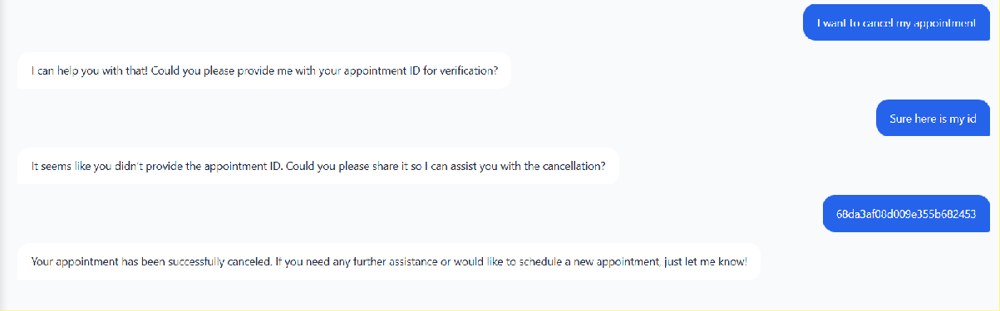 I want to cancel my appointment
I can help you with that! Could you please provide me with your appointment ID for verification?
Sure here is my id
It seems like you didn't provide the appointment ID. Could you please share it so I can assist you with the cancellation?
68da3af08d009e355b682453
Your appointment has been successfully canceled. If you need any further assistance or would like to schedule a new appointment, just let me know!